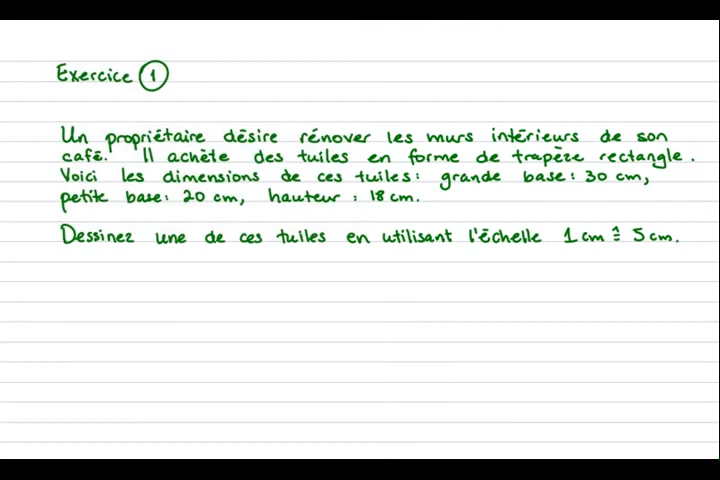 Exercice 1
Un propriétaire désire rénover les murs intérieurs de son
café. Il achète des tuiles en forme de trapèze rectangle.
Voici les dimensions de ces tuiles: grande base: 30 cm,
petite base: 20 cm, hauteur : 18 cm.
Dessinez une de ces tuiles en utilisant l'échelle 1 cm ≙ 5 cm.